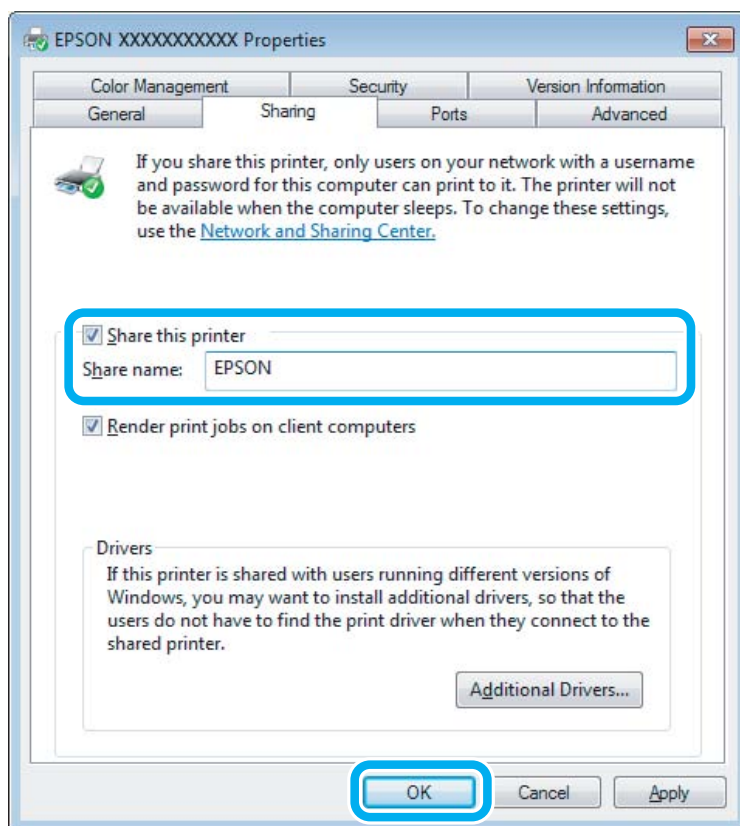 EPSON XXXXXXXXXXX Properties
Color Management Security Version Information
General Sharing Ports Advanced
If you share this printer, only users on your network with a username
and password for this computer can print to it. The printer will not
be available when the computer sleeps. To change these settings,
use the Network and Sharing Center.
Share this printer
Share name: EPSON
Render print jobs on client computers
Drivers
If this printer is shared with users running different versions of
Windows, you may want to install additional drivers, so that the
users do not have to find the print driver when they connect to the
shared printer.
Additional Drivers...
OK Cancel Apply